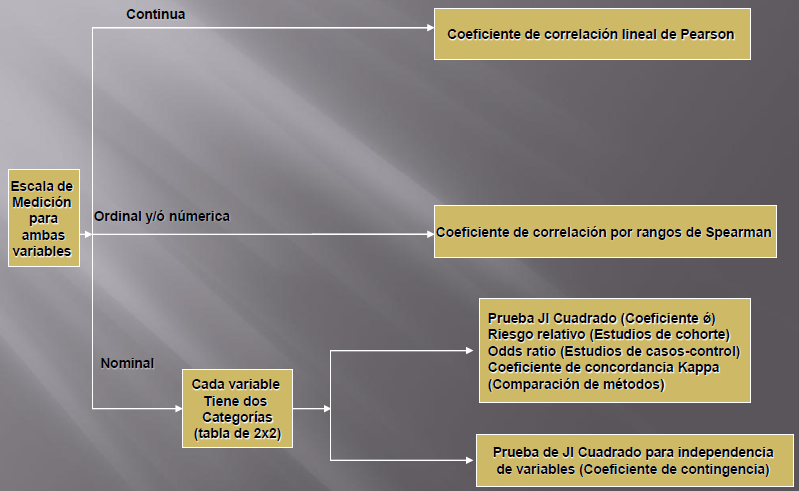 Continua
Coeficiente de correlación lineal de Pearson
Escala de
Medición
para
ambas
variables
Ordinal y/ó númerica
Coeficiente de correlación por rangos de Spearman
Nominal
Cada variable
Tiene dos
Categorías
(tabla de 2x2)
Prueba JI Cuadrado (Coeficiente ǿ)
Riesgo relativo (Estudios de cohorte)
Odds ratio (Estudios de casos-control)
Coeficiente de concordancia Kappa
(Comparación de métodos)
Prueba de JI Cuadrado para independencia
de variables (Coeficiente de contingencia)